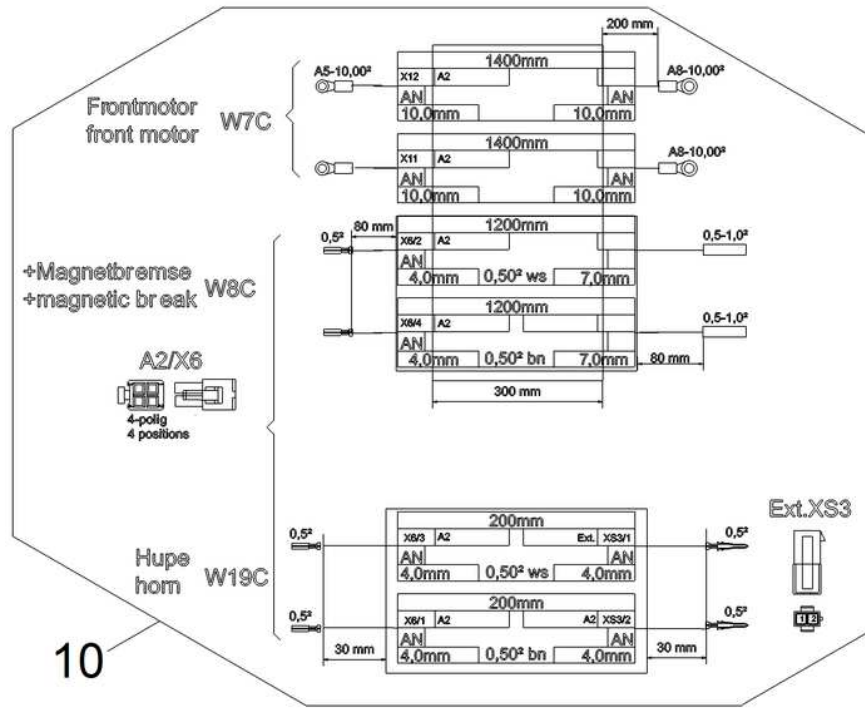 200 mm
1400mm
A5-10,00²
X12 A2
A8-10,00²
AN AN
10,0mm 10,0mm
Frontmotor
front motor
W7C
1400mm
X11 A2
A8-10,00²
AN AN
10,0mm 10,0mm
1200mm
80 mm
0,5²
X6/2 A2
0,5-1,0²
AN
4,0mm 0,50² ws 7,0mm
+Magnetbremse
+magnetic break
W8C
1200mm
X6/4 A2
0,5-1,0²
AN
4,0mm 0,50² bn 7,0mm
80 mm
A2/X6
4-polig
4 positions
300 mm
200mm
0,5²
X6/3 A2 Ext. XS3/1
0,5²
AN AN
4,0mm 0,50² ws 4,0mm
Ext.XS3
1 2
Hupe
horn
W19C
200mm
0,5²
X6/1 A2 A2 XS3/2
0,5²
AN AN
4,0mm 0,50² bn 4,0mm
30 mm 30 mm
10